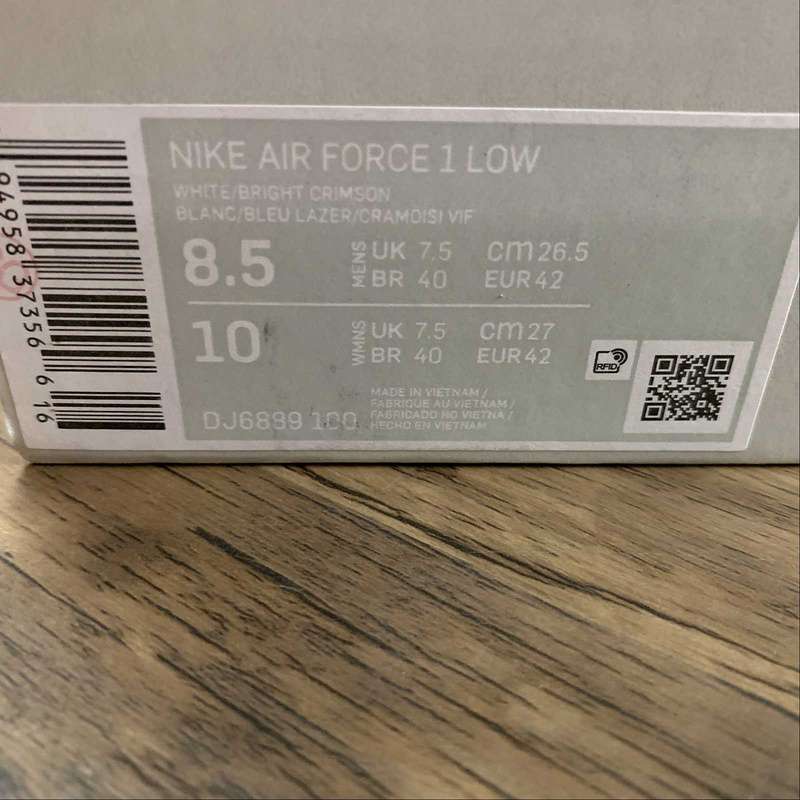 NIKE AIR FORCE 1 LOW
WHITE/BRIGHT CRIMSON
BLANC/BLEU LAZER/CRAMOISI VIF
8.5 MENS UK 7.5 cm 26.5
BR 40 EUR 42
10 WMNS UK 7.5 cm 27
BR 40 EUR 42
RFID
DJ6889 100
MADE IN VIETNAM /
FABRIQUE AU VIETNAM /
FABRICADO NO VIETNA /
HECHO EN VIETNAM
94958 37356 6 16